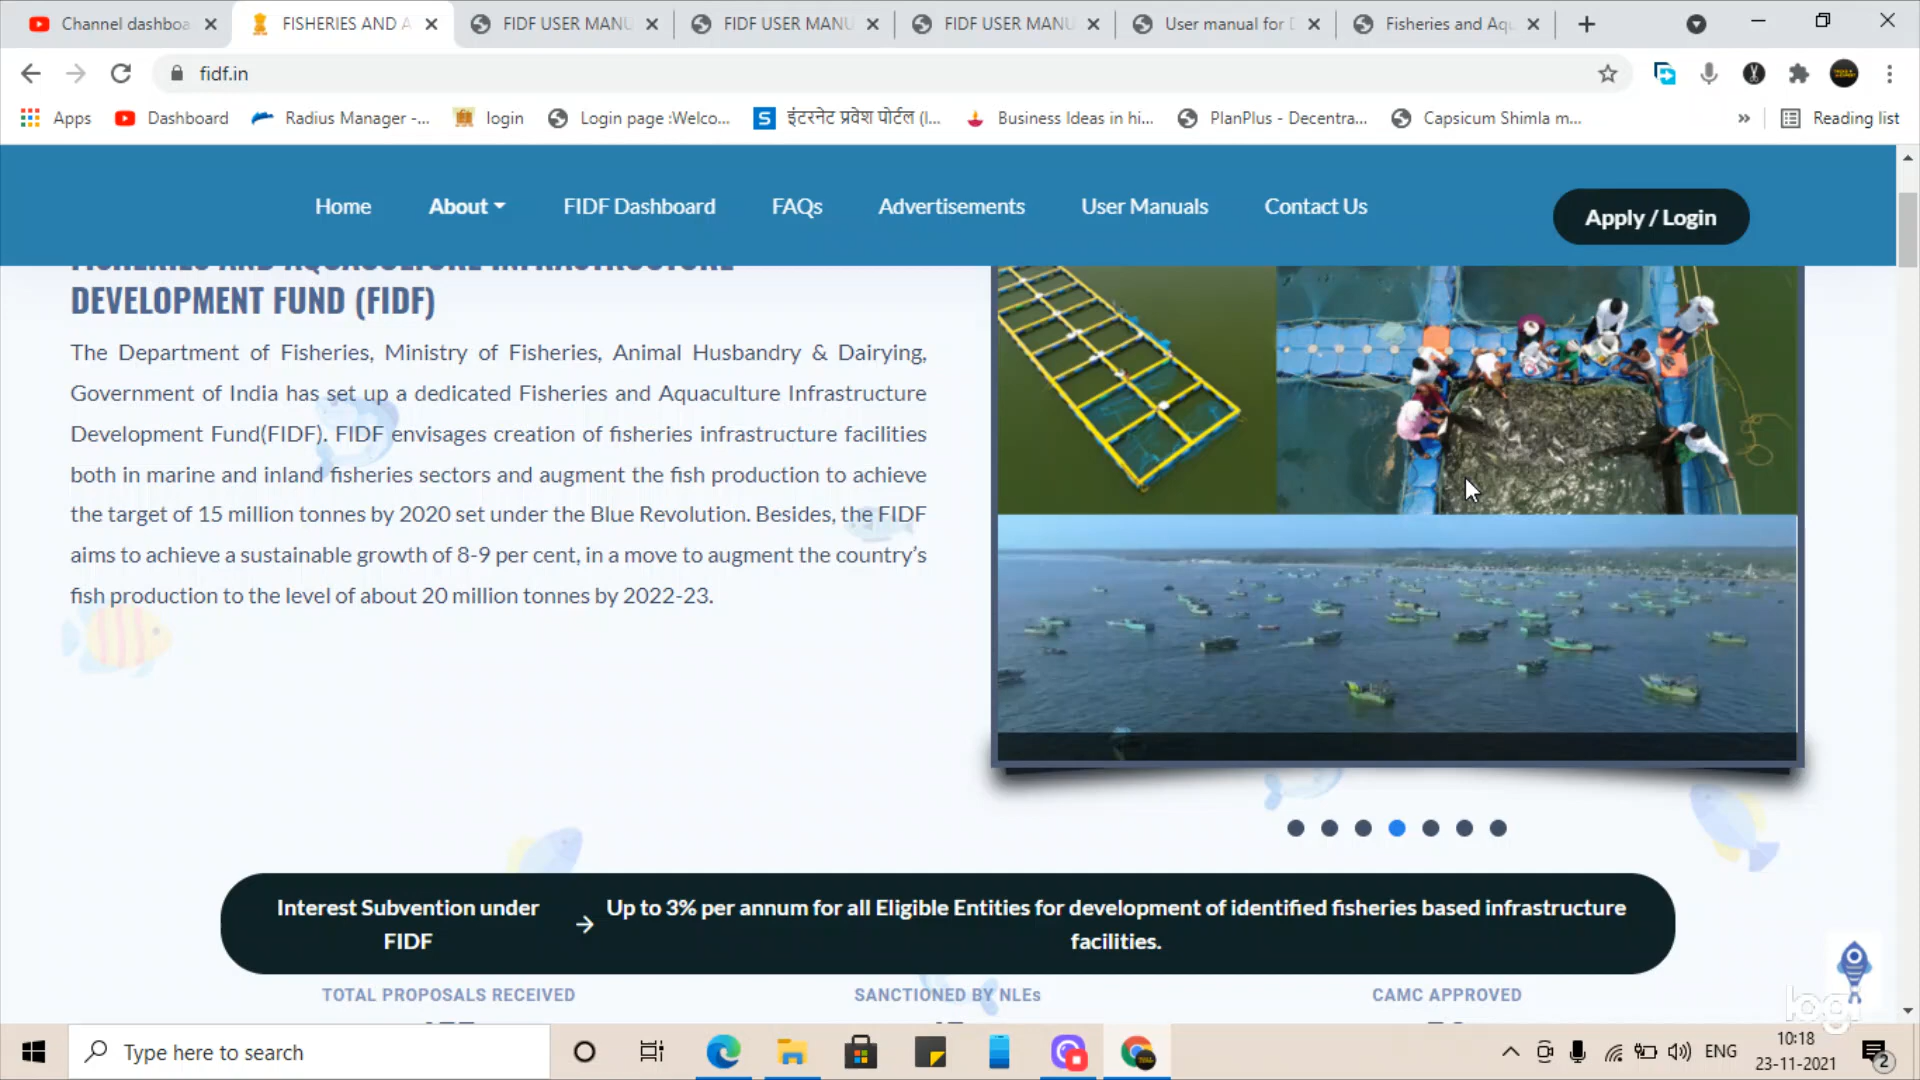 Channel dashboa
FISHERIES AND A
FIDF USER MANU
FIDF USER MANU
FIDF USER MANU
User manual for
Fisheries and Aqu
fidf.in
Apps
Dashboard
Radius Manager -...
login
Login page :Welco...
S
इंटरनेट प्रवेश पोर्टल (I...
Business Ideas in hi...
PlanPlus - Decentra...
Capsicum Shimla m...
Reading list
Home
About
FIDF Dashboard
FAQs
Advertisements
User Manuals
Contact Us
Apply / Login
FISHERIES AND AQUACULTURE INFRASTRUCTURE
DEVELOPMENT FUND (FIDF)
The Department of Fisheries, Ministry of Fisheries, Animal Husbandry & Dairying,
Government of India has set up a dedicated Fisheries and Aquaculture Infrastructure
Development Fund(FIDF). FIDF envisages creation of fisheries infrastructure facilities
both in marine and inland fisheries sectors and augment the fish production to achieve
the target of 15 million tonnes by 2020 set under the Blue Revolution. Besides, the FIDF
aims to achieve a sustainable growth of 8-9 per cent, in a move to augment the country's
fish production to the level of about 20 million tonnes by 2022-23.
Interest Subvention under
FIDF
→
Up to 3% per annum for all Eligible Entities for development of identified fisheries based infrastructure
facilities.
TOTAL PROPOSALS RECEIVED
SANCTIONED BY NLEs
CAMC APPROVED
logi
Type here to search
ENG
10:18
23-11-2021
2